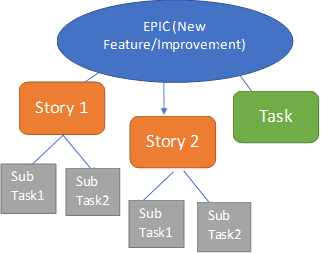 EPIC (New
Feature/Improvement)
Story 1
Story 2
Task
Sub
Task1
Sub
Task2
Sub
Task1
Sub
Task2